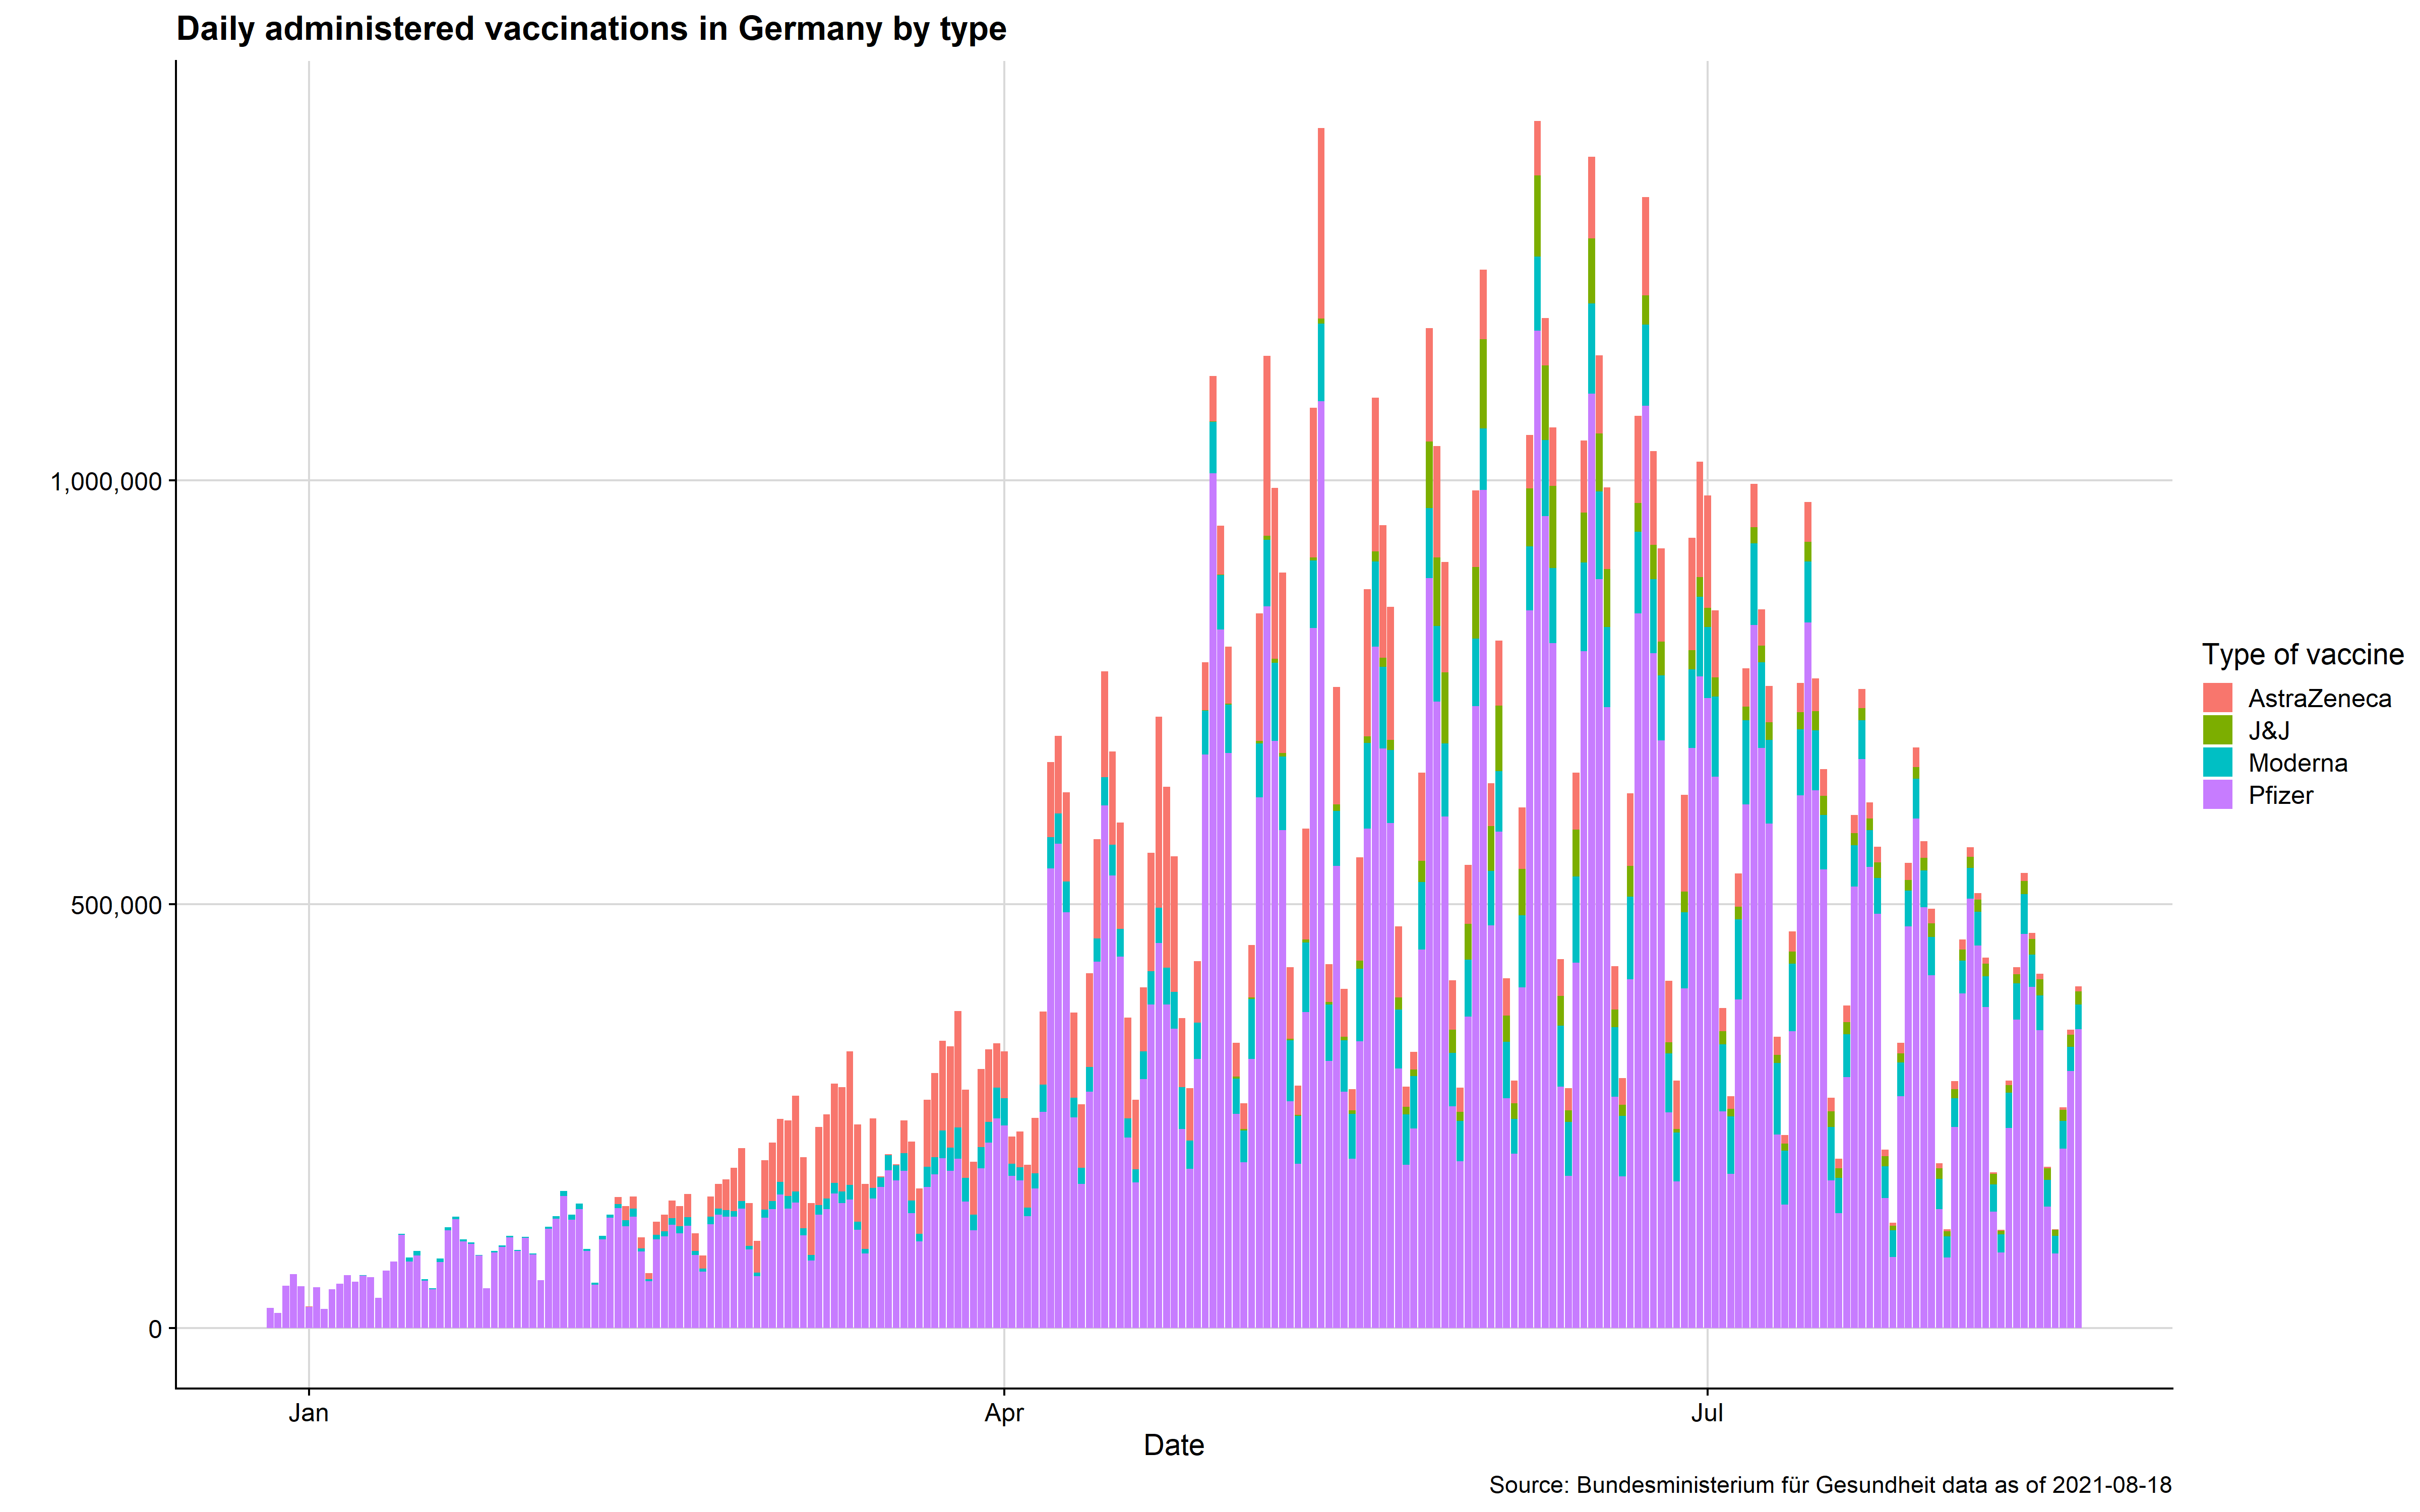 Daily administered vaccinations in Germany by type
1,000,000
500,000
0
Jan
Apr
Jul
Date
Type of vaccine
AstraZeneca
J&J
Moderna
Pfizer
Source: Bundesministerium für Gesundheit data as of 2021-08-18